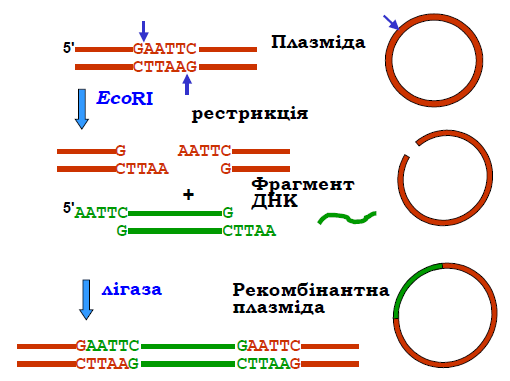 5' GAATTC
CTTAAG
Плазміда
EcoRI
рестрикція
G AATTC
CTTAA G
+
Фрагмент
ДНК
5' AATTC G
G CTTAA
лігаза
Рекомбінантна
плазміда
GAATTC GAATTC
CTTAAG CTTAAG